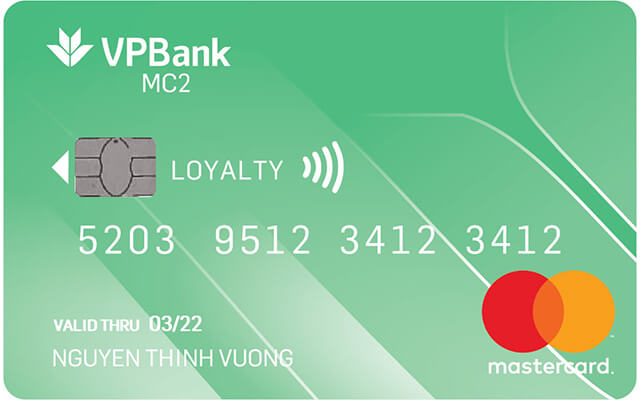 VPBank
MC2
LOYALTY
5203 9512 3412 3412
VALID THRU 03/22
NGUYEN THINH VUONG
mastercard.